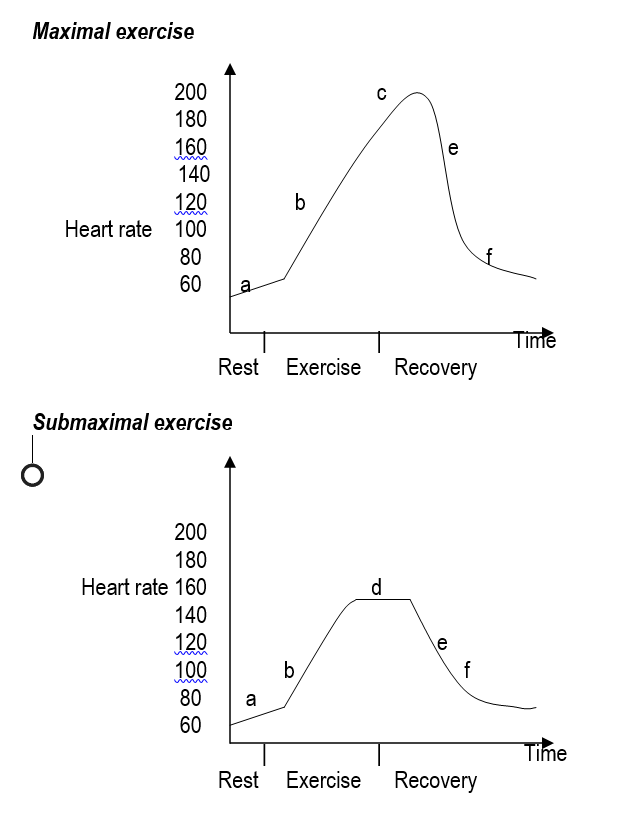 Maximal exercise
200
c
180
160
e
140
120
b
Heart rate
100
80
f
60
a
Time
Rest
Exercise
Recovery
Submaximal exercise
200
180
Heart rate
160
d
140
120
e
100
b
f
80
a
60
Time
Rest
Exercise
Recovery